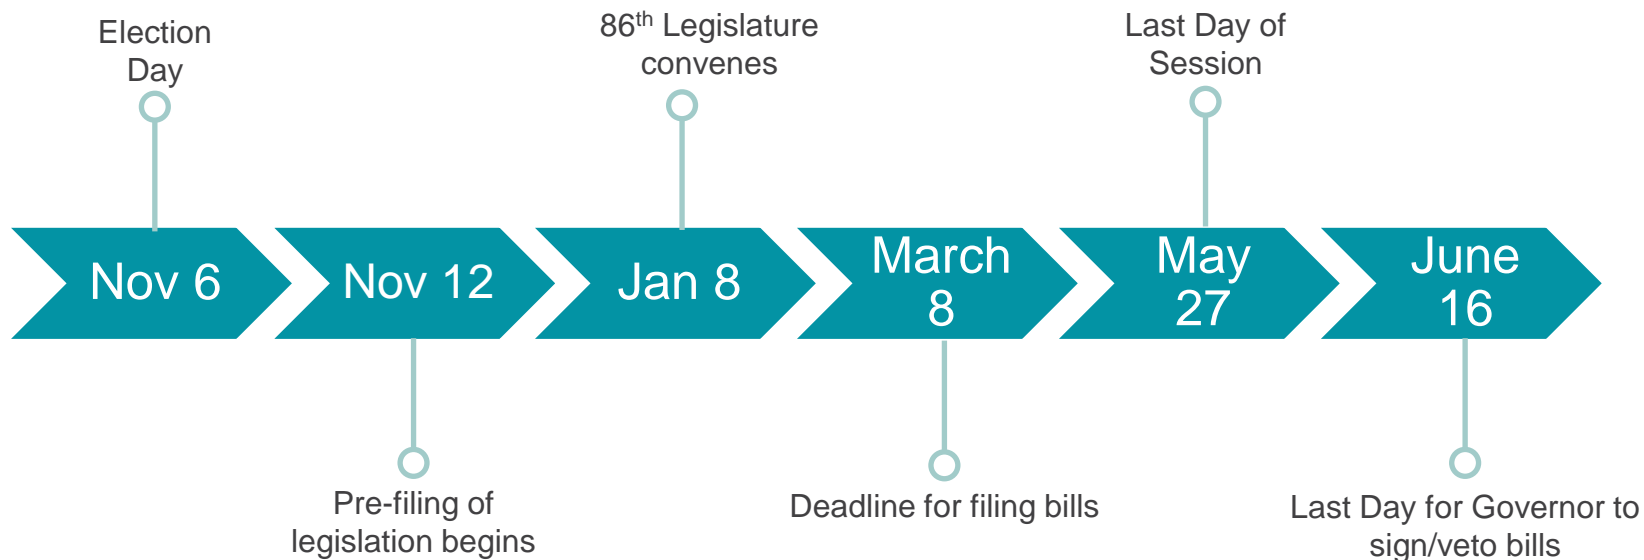 Election
Day
86th Legislature
convenes
Last Day of
Session
Nov 6
Nov 12
Jan 8
March
8
May
27
June
16
Pre-filing of
legislation begins
Deadline for filing bills
Last Day for Governor to
sign/veto bills